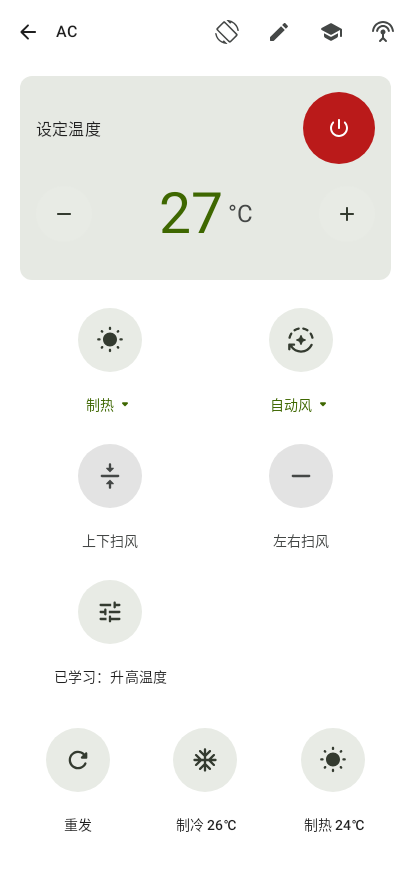 AC
设定温度
27 °C
制热
自动风
上下扫风
左右扫风
已学习：升高温度
重发
制冷 26℃
制热 24℃